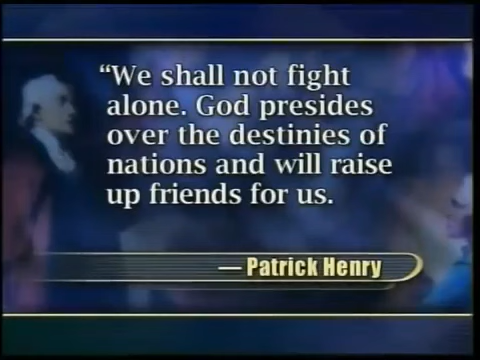 “We shall not fight
alone. God presides
over the destinies of
nations and will raise
up friends for us.
— Patrick Henry